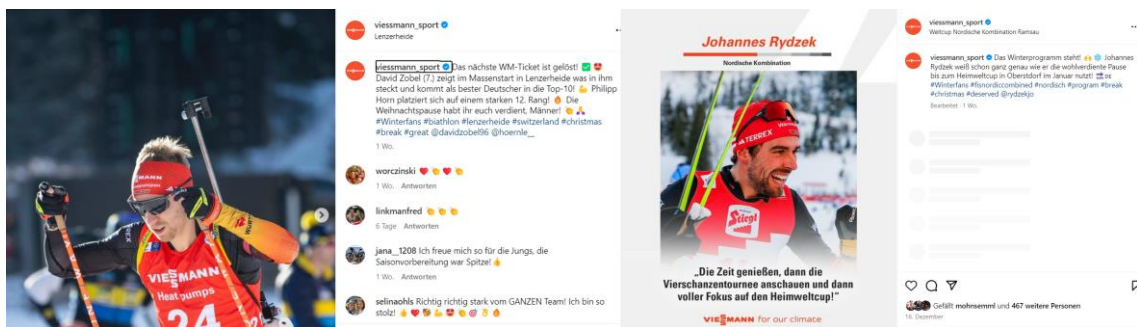 VIESSMANN
Heat pumps
24
viessmann_sport
Lenzerheide
viessmann_sport Das nächste WM-Ticket ist gelöst! ✅ 😍
David Zobel (7.) zeigt im Massenstart in Lenzerheide was in ihm
steckt und kommt als bester Deutscher in die Top-10! 💪 Philipp
Horn platziert sich auf einem starken 12. Rang! 🔥 Die
Weihnachtspause habt ihr euch verdient, Männer! 👏 🙏
#Winterfans #biathlon #lenzerheide #switzerland #christmas
#break #great @davidzobel96 @hoernle__
1 Wo.
worczinski ❤️ 👏 ❤️ 👏
1 Wo. Antworten
linkmanfred 👏 👏 👏
6 Tage Antworten
jana__1208 Ich freue mich so für die Jungs, die
Saisonvorbereitung war Spitze! 👍
1 Wo. Antworten
selinaohls Richtig richtig stark vom GANZEN Team! Ich bin so
stolz!
Johannes Rydzek
Nordische Kombination
TERREX
Stiegl
„Die Zeit genießen, dann die
Vierschanzentournee anschauen und dann
voller Fokus auf den Heimweltcup!“
VIESSMANN for our climate
viessmann_sport
Weltcup Nordische Kombination Ramsau
viessmann_sport Das Winterprogramm steht! 🙌 ❄️ Johannes
Rydzek weiß schon ganz genau wie er die wohlverdiente Pause
bis zum Heimweltcup in Oberstdorf im Januar nutzt!
#Winterfans #fisnordiccombined #nordisch #program #break
#christmas #deserved @rydzekjo
Bearbeitet · 1 Wo.
Gefällt mohnsemml und 467 weitere Personen
16. Dezember